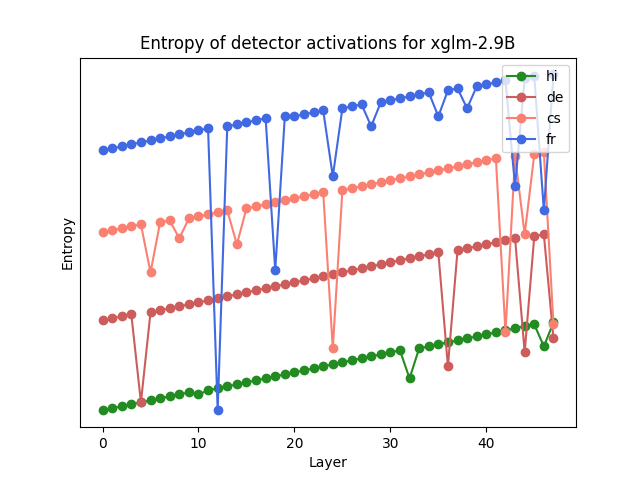 Entropy of detector activations for xglm-2.9B
hi
de
cs
fr
Entropy
0 10 20 30 40
Layer